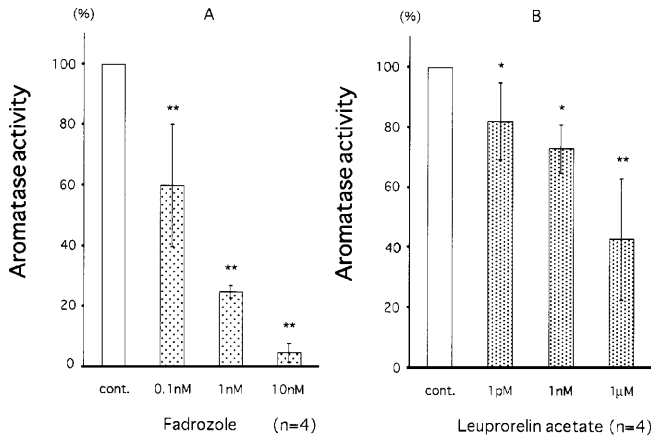 (%)
A
Aromatase activity
100
80
60
40
20
0
**
**
**
cont.
0.1nM
1nM
10nM
Fadrozole
(n=4)
(%)
B
Aromatase activity
100
80
60
40
20
0
*
*
**
cont.
1pM
1nM
1μM
Leuprorelin acetate (n=4)